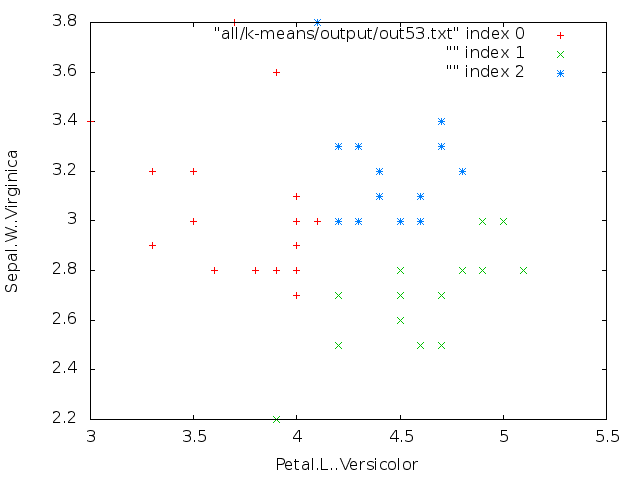 "all/k-means/output/out53.txt" index 0
"" index 1
"" index 2
3.8
3.6
3.4
3.2
3
2.8
2.6
2.4
2.2
3 3.5 4 4.5 5 5.5
Sepal.W..Virginica
Petal.L..Versicolor